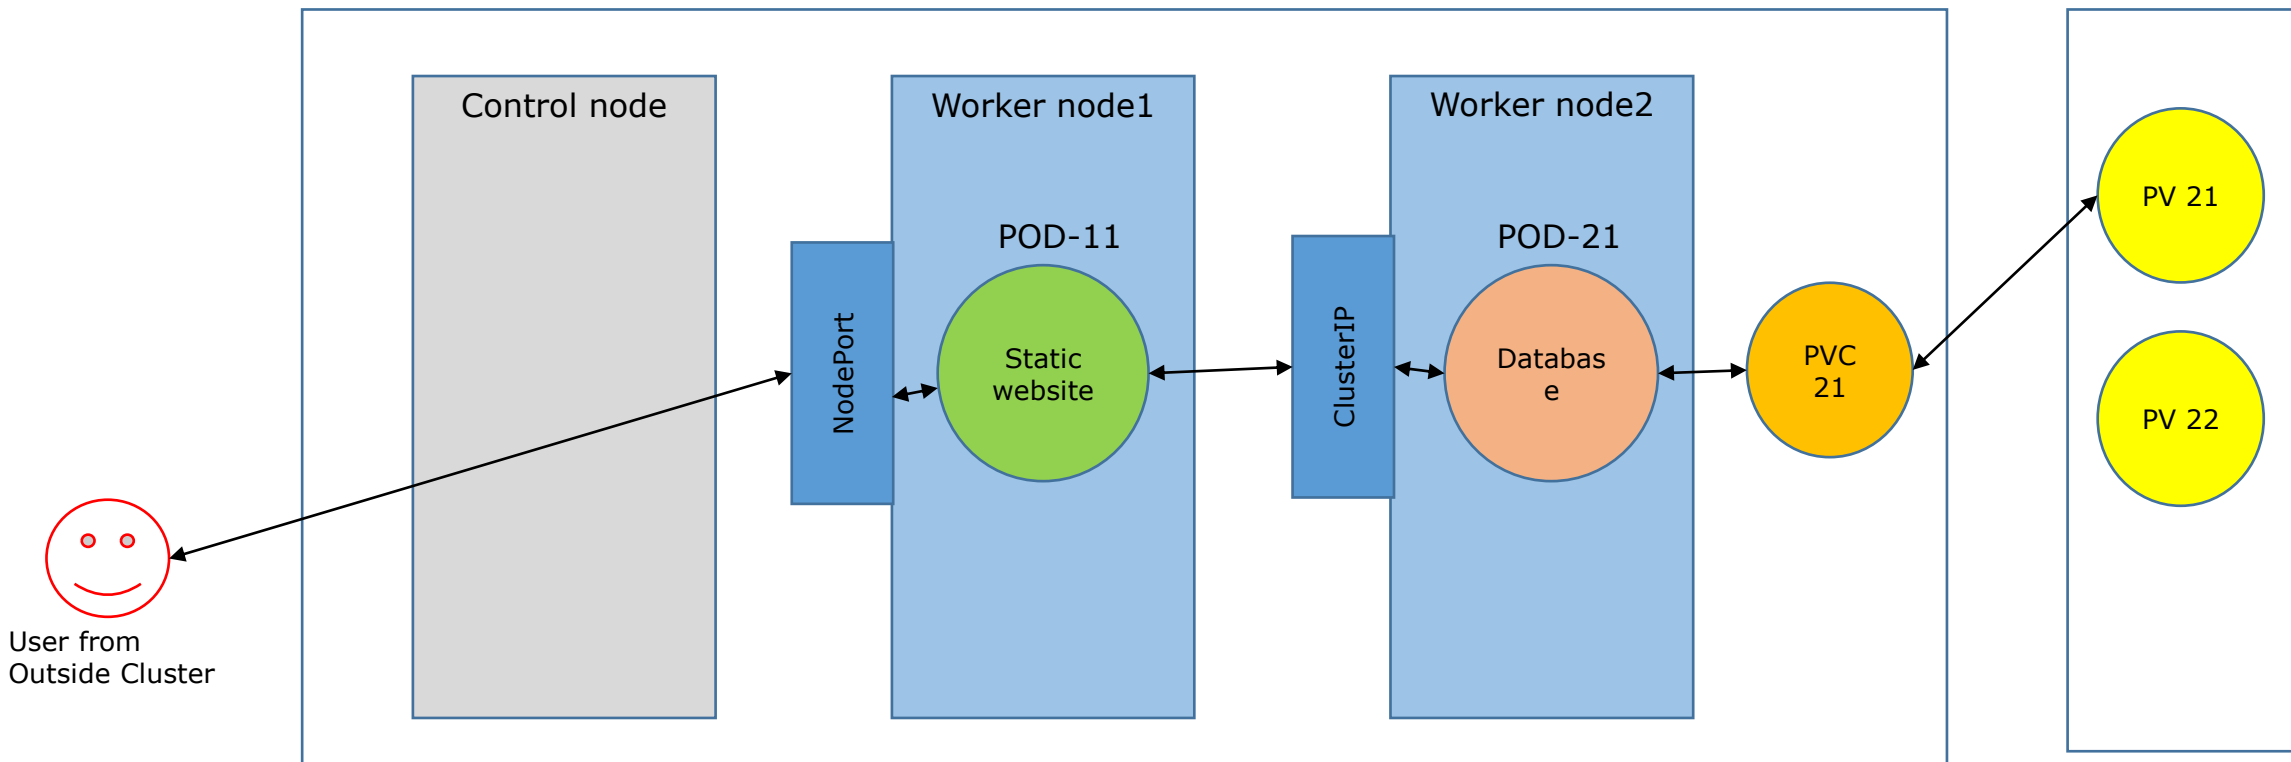 Control node
Worker node1
Worker node2
PV 21
POD-11
POD-21
NodePort
Static
website
ClusterIP
Databas
e
PVC
21
PV 22
User from
Outside Cluster